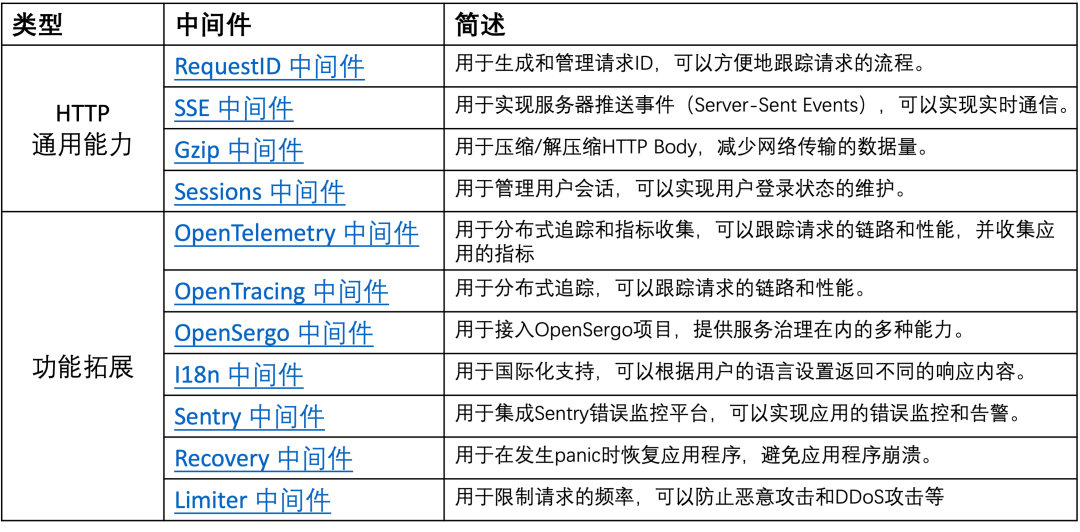 类型 中间件 简述
HTTP
通用能力
RequestID 中间件 用于生成和管理请求ID，可以方便地跟踪请求的流程。
SSE 中间件 用于实现服务器推送事件（Server-Sent Events），可以实现实时通信。
Gzip 中间件 用于压缩/解压缩HTTP Body，减少网络传输的数据量。
Sessions 中间件 用于管理用户会话，可以实现用户登录状态的维护。
功能拓展
OpenTelemetry 中间件 用于分布式追踪和指标收集，可以跟踪请求的链路和性能，并收集应
用的指标
OpenTracing 中间件 用于分布式追踪，可以跟踪请求的链路和性能。
OpenSergo 中间件 用于接入OpenSergo项目，提供服务治理在内的多种能力。
I18n 中间件 用于国际化支持，可以根据用户的语言设置返回不同的响应内容。
Sentry 中间件 用于集成Sentry错误监控平台，可以实现应用的错误监控和告警。
Recovery 中间件 用于在发生panic时恢复应用程序，避免应用程序崩溃。
Limiter 中间件 用于限制请求的频率，可以防止恶意攻击和DDoS攻击等